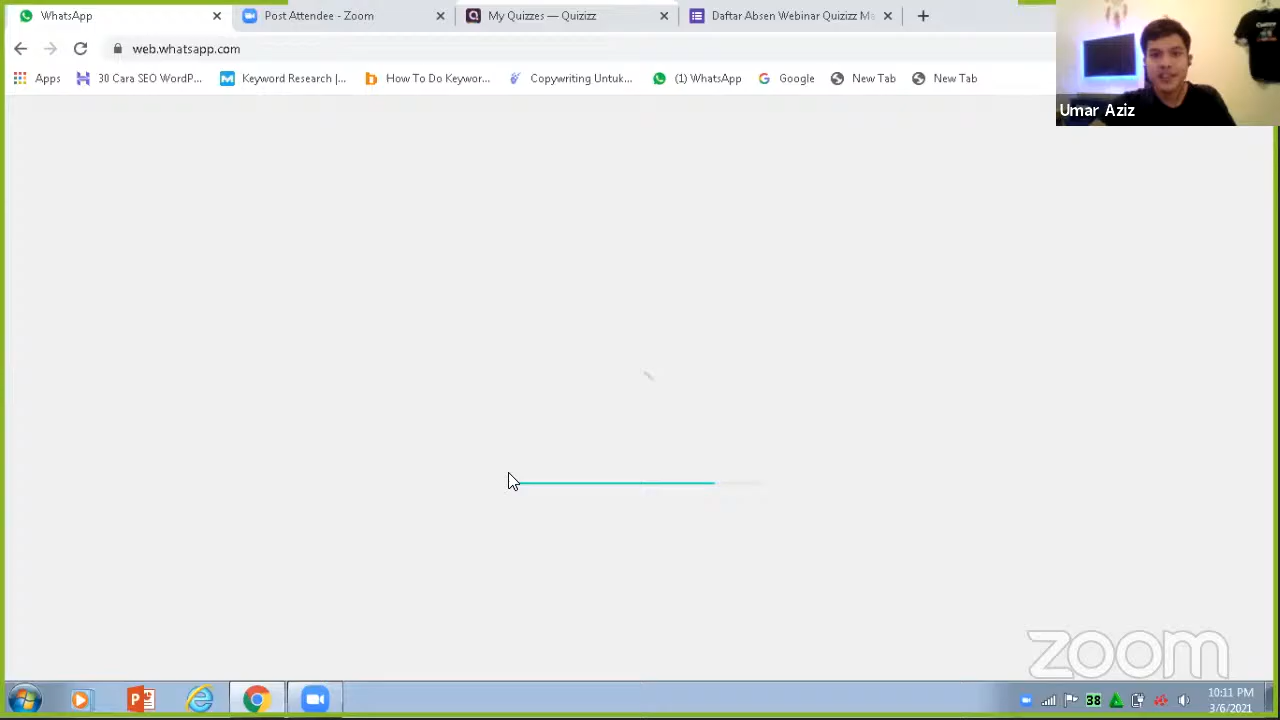 WhatsApp
Post Attendee - Zoom
My Quizzes — Quizizz
Daftar Absen Webinar Quizizz M
web.whatsapp.com
Apps
30 Cara SEO WordP...
Keyword Research |...
How To Do Keywor...
Copywriting Untuk...
(1) WhatsApp
Google
New Tab
New Tab
Umar Aziz
zoom
38
10:11 PM
3/6/2021